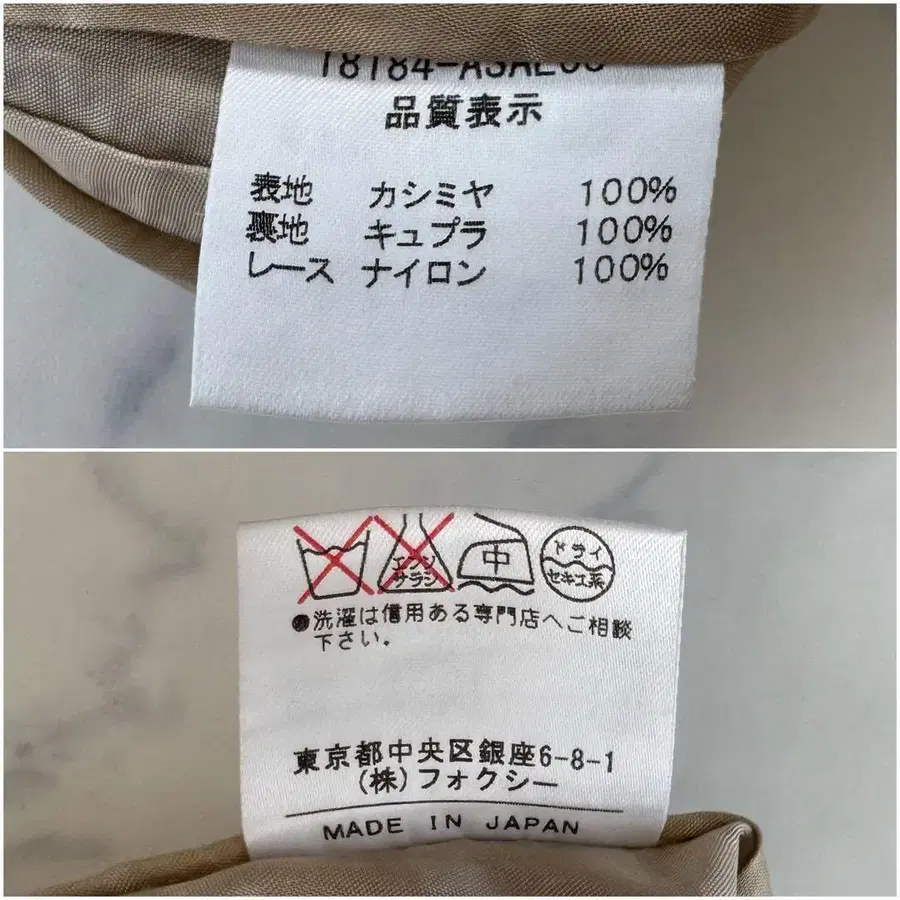 品質表示
表地 カシミヤ 100%
裏地 キュプラ 100%
レース ナイロン 100%
エンソ
サラシ
中
ドライ
セキユ系
●洗濯は信用ある専門店へご相談
下さい。
東京都中央区銀座6-8-1
(株)フォクシー
MADE IN JAPAN